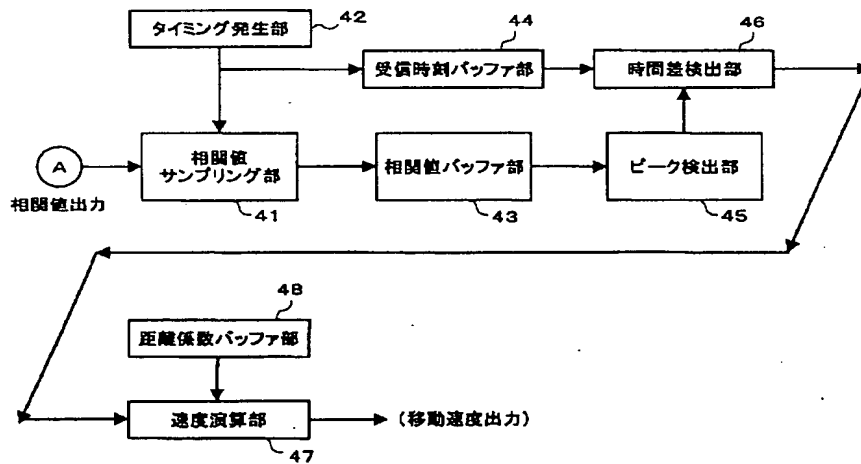 タイミング発生部
42
受信時刻バッファ部
44
時間差検出部
46
A
相関値出力
相関値
サンプリング部
41
相関値バッファ部
43
ピーク検出部
45
距離係数バッファ部
48
速度演算部
47
(移動速度出力)